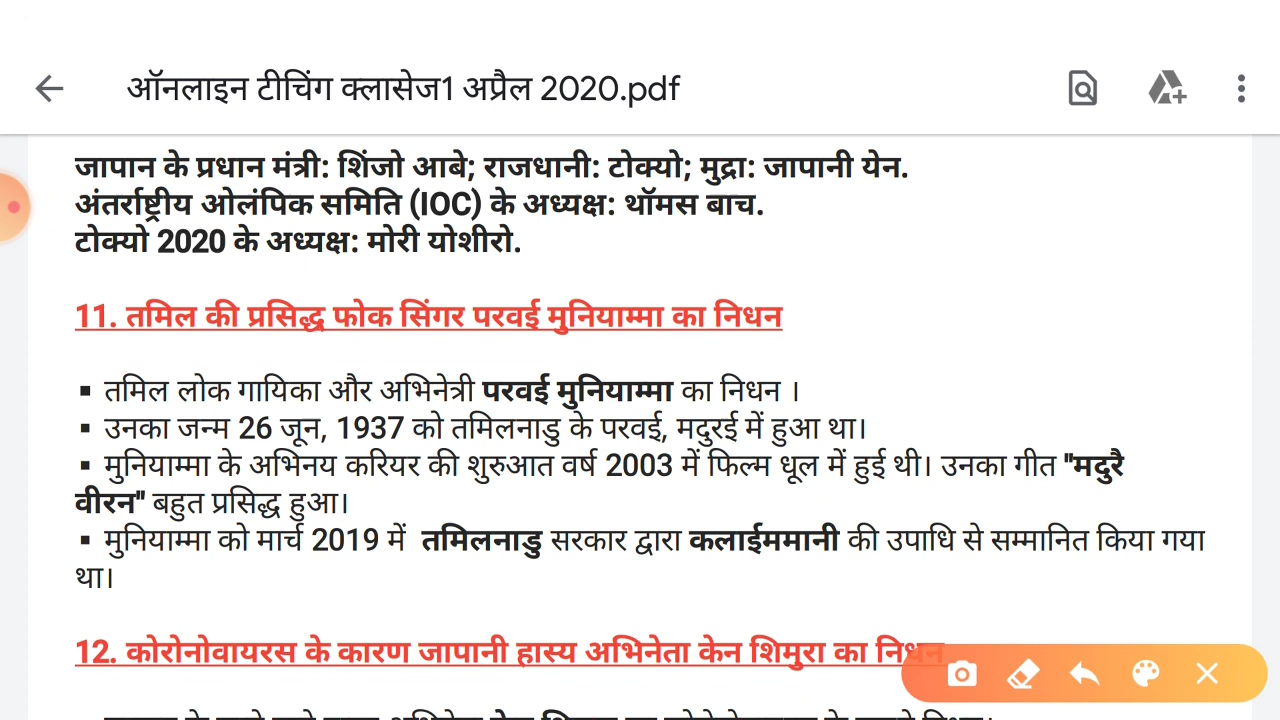 ऑनलाइन टीचिंग क्लासेज1 अप्रैल 2020.pdf
जापान के प्रधान मंत्री: शिंजो आबे; राजधानी: टोक्यो; मुद्रा: जापानी येन.
अंतर्राष्ट्रीय ओलंपिक समिति (IOC) के अध्यक्ष: थॉमस बाच.
टोक्यो 2020 के अध्यक्ष: मोरी योशीरो.
11. तमिल की प्रसिद्ध फोक सिंगर परवई मुनियाम्मा का निधन
▪ तमिल लोक गायिका और अभिनेत्री परवई मुनियाम्मा का निधन ।
▪ उनका जन्म 26 जून, 1937 को तमिलनाडु के परवई, मदुरई में हुआ था।
▪ मुनियाम्मा के अभिनय करियर की शुरुआत वर्ष 2003 में फिल्म धूल में हुई थी। उनका गीत "मदुरै
वीरन" बहुत प्रसिद्ध हुआ।
▪ मुनियाम्मा को मार्च 2019 में तमिलनाडु सरकार द्वारा कलाईममानी की उपाधि से सम्मानित किया गया
था।
12. कोरोनोवायरस के कारण जापानी हास्य अभिनेता केन शिमुरा का निधन